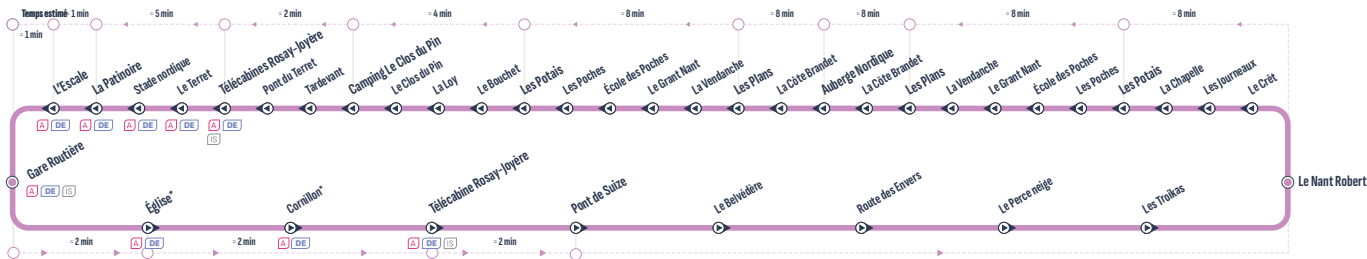 Temps estimé
≈ 1 min
≈ 5 min
≈ 2 min
≈ 4 min
≈ 8 min
≈ 8 min
≈ 8 min
≈ 8 min
≈ 8 min
≈ 1 min
L'Escale
La Patinoire
Stade nordique
Le Terret
Télécabines Rosay-Joyère
Pont du Terret
Tardevant
Camping Le Clos du Pin
Le Clos du Pin
La Loy
Le Bouchet
Les Potais
Les Poches
École des Poches
Le Grant Nant
La Vendanche
Les Plans
La Côte Brandet
Auberge Nordique
La Côte Brandet
Les Plans
La Vendanche
Le Grant Nant
École des Poches
Les Poches
Les Potais
La Chapelle
Les Journeaux
Le Crêt
A DE
A DE
A DE
A DE
A DE
IS
Gare Routière
A DE IS
Le Nant Robert
Église*
Cornillon*
Télécabine Rosay-Joyère
Pont de Suize
Le Belvédère
Route des Envers
Le Perce neige
Les Troïkas
A DE
A DE
A DE IS
≈ 2 min
≈ 2 min
≈ 2 min